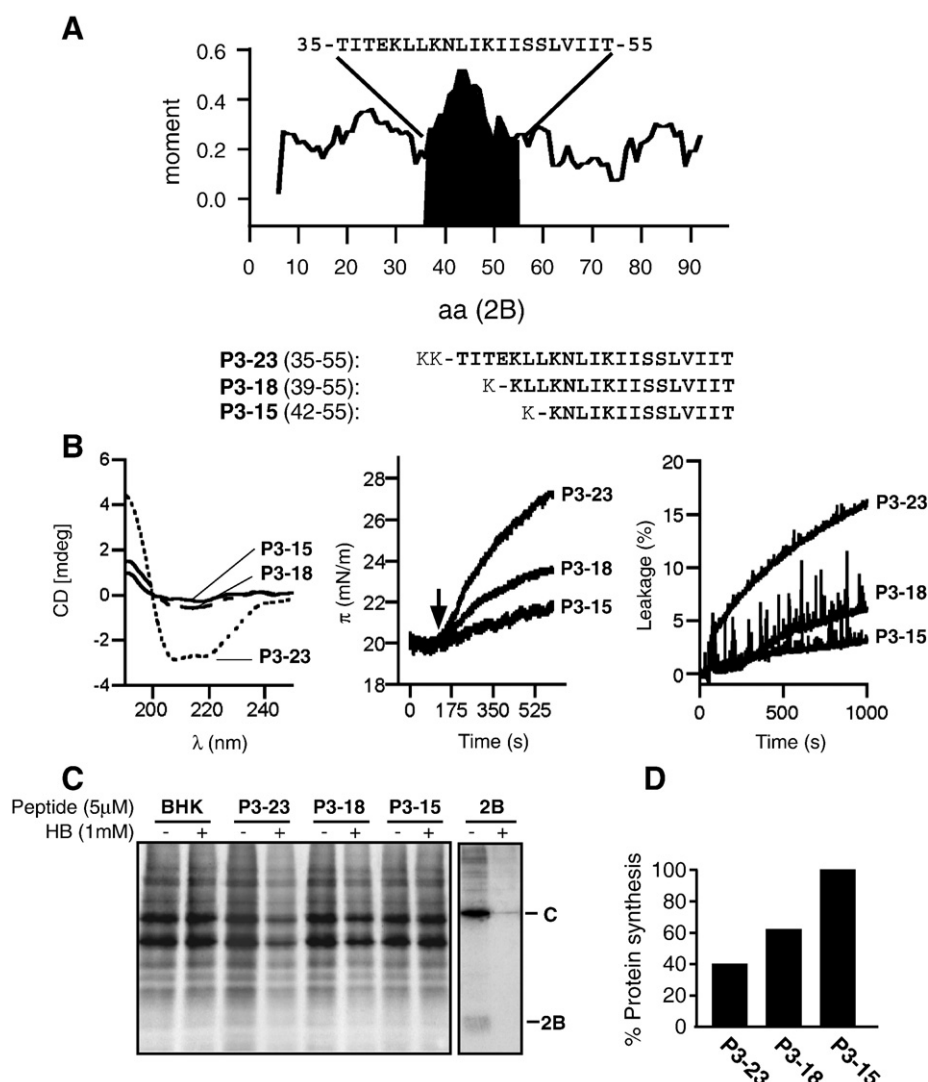 A
35-TITEKLLKNLIKIISSLVIIT-55
0.6
0.4
0.2
0.0
moment
0 10 20 30 40 50 60 70 80 90
aa (2B)
P3-23 (35-55): KK-TITEKLLKNLIKIISSLVIIT
P3-18 (39-55): K-KLLKNLIKIISSLVIIT
P3-15 (42-55): K-KNLIKIISSLVIIT
B
6
4
2
0
-2
-4
CD [mdeg]
P3-15
P3-18
P3-23
200 220 240
λ (nm)
28
26
24
22
20
18
π (mN/m)
P3-23
P3-18
P3-15
0 175 350 525
Time (s)
20
15
10
5
0
Leakage (%)
P3-23
P3-18
P3-15
0 500 1000
Time (s)
C
Peptide (5μM) BHK P3-23 P3-18 P3-15 2B
HB (1mM) - + - + - + - + - +
C
2B
D
% Protein synthesis
100
80
60
40
20
0
P3-23 P3-18 P3-15